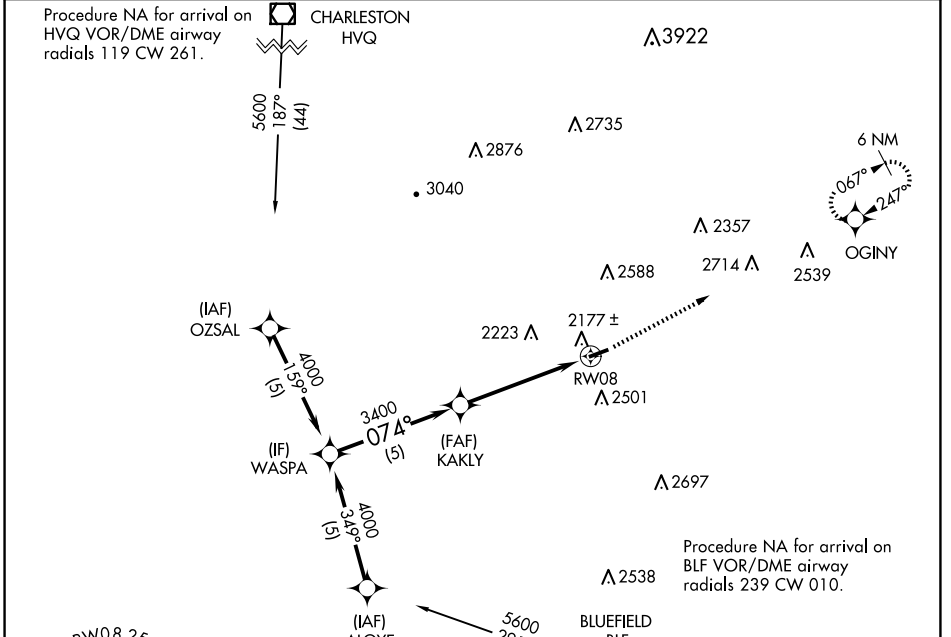 Procedure NA for arrival on
HVQ VOR/DME airway
radials 119 CW 261.
CHARLESTON
HVQ
3922
5600
187°
(44)
2735
2876
3040
6 NM
067°
247°
OGINY
2357
2714
2539
2588
(IAF)
OZSAL
4000
159°
(5)
2223
2177 ±
RW08
2501
3400
074°
(5)
(IF)
WASPA
(FAF)
KAKLY
4000
349°
(5)
2697
Procedure NA for arrival on
BLF VOR/DME airway
radials 239 CW 010.
2538
(IAF)
5600
BLUEFIELD